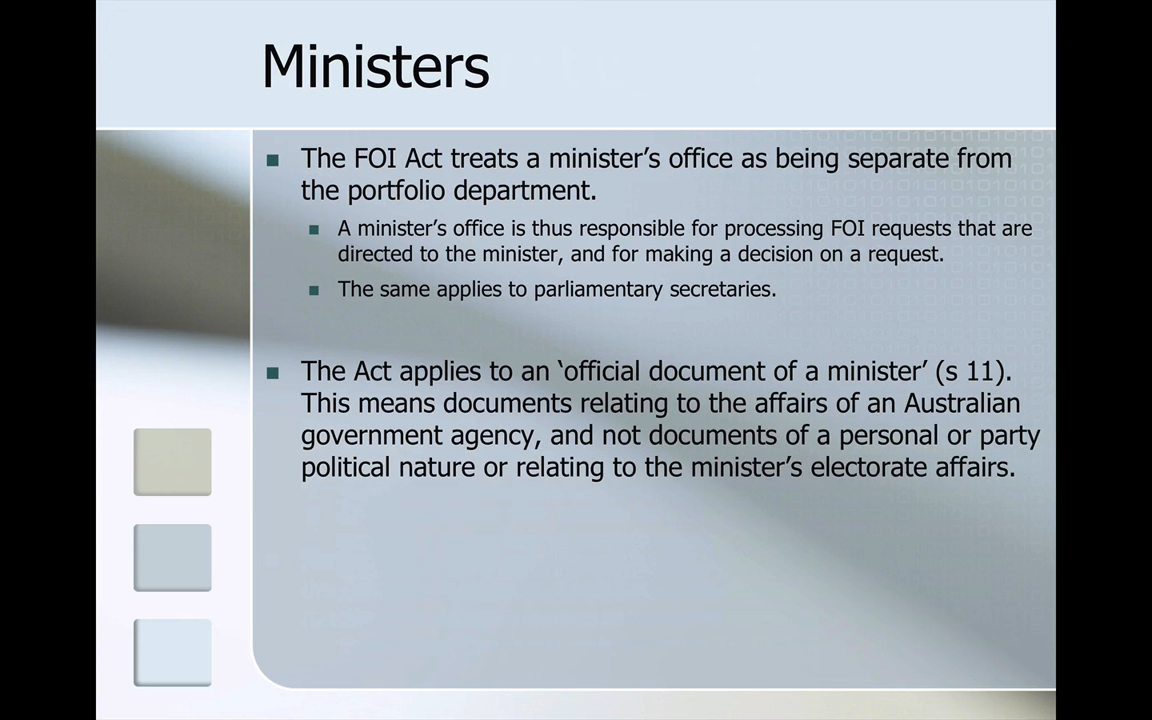 Ministers
The FOI Act treats a minister’s office as being separate from
the portfolio department.
A minister’s office is thus responsible for processing FOI requests that are
directed to the minister, and for making a decision on a request.
The same applies to parliamentary secretaries.
The Act applies to an ‘official document of a minister’ (s 11).
This means documents relating to the affairs of an Australian
government agency, and not documents of a personal or party
political nature or relating to the minister’s electorate affairs.